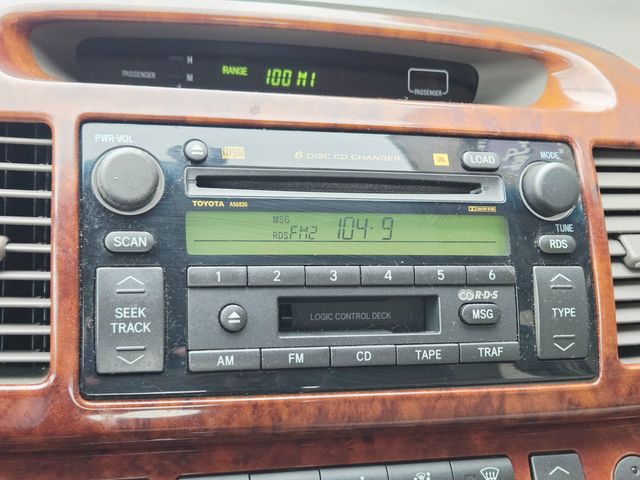 H
PASSENGER M RANGE 100 MI
PASSENGER
PWR·VOL 6 DISC CD CHANGER JBL LOAD MODE
TOYOTA A56820
MSG
RDS FM2 104.9
TUNE
SCAN RDS
1 2 3 4 5 6
SEEK
TRACK
LOGIC CONTROL DECK
R·D·S
MSG
TYPE
AM FM CD TAPE TRAF